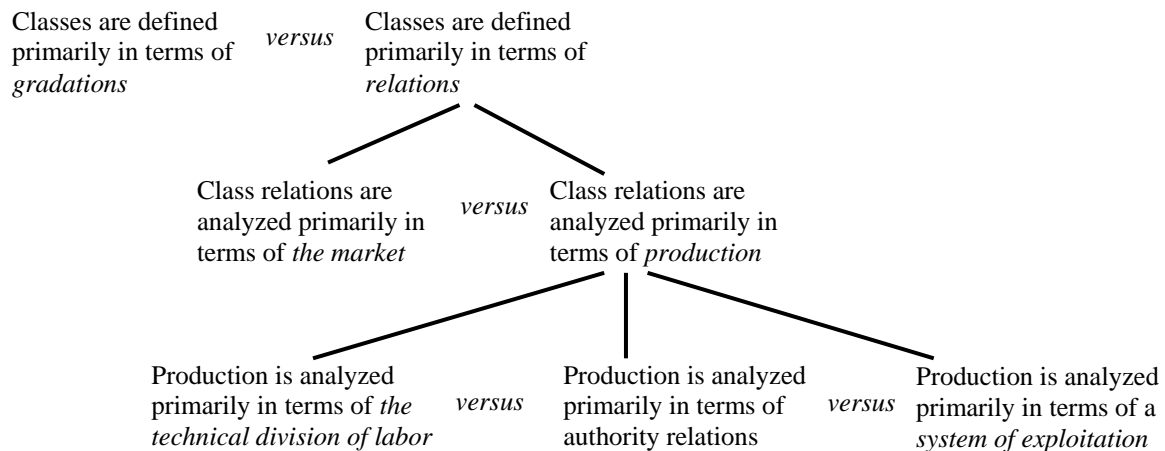 Classes are defined
primarily in terms of
gradations
versus
Classes are defined
primarily in terms of
relations
Class relations are
analyzed primarily in
terms of the market
versus
Class relations are
analyzed primarily in
terms of production
Production is analyzed
primarily in terms of the
technical division of labor
versus
Production is analyzed
primarily in terms of
authority relations
versus
Production is analyzed
primarily in terms of a
system of exploitation